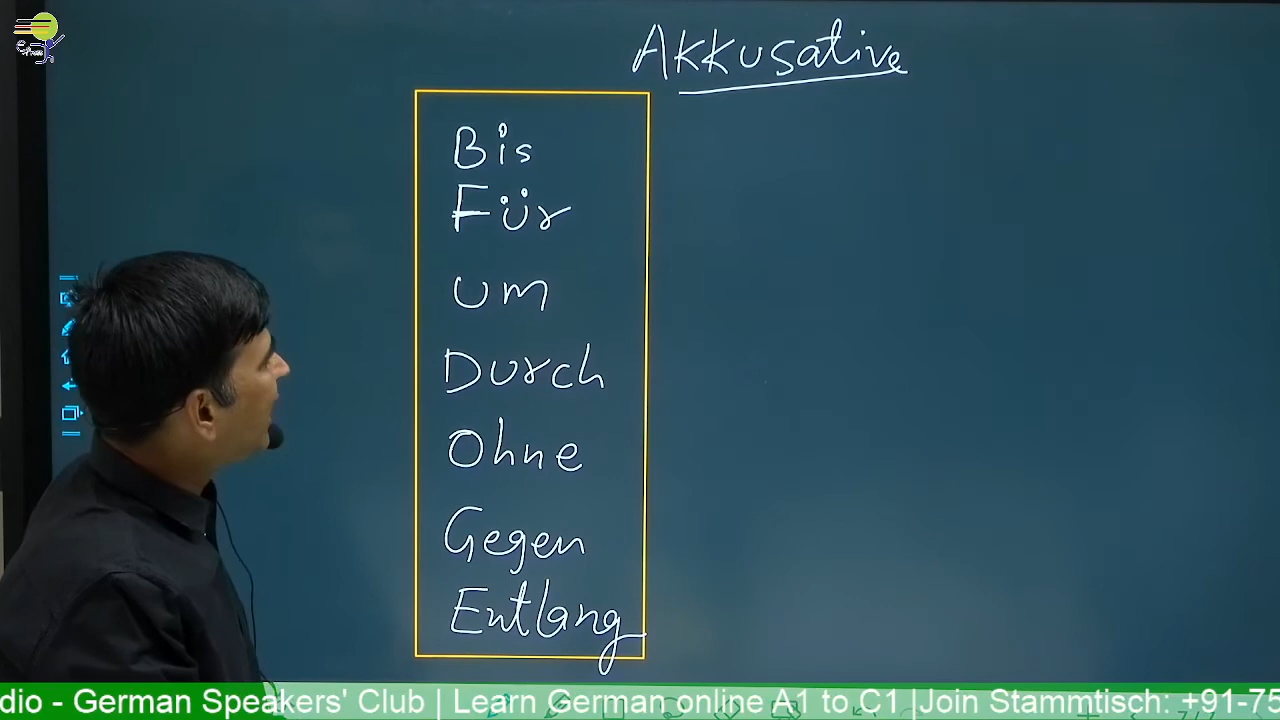 Akkusative
Bis
Für
um
Durch
Ohne
Gegen
Entlang
dio - German Speakers' Club | Learn German online A1 to C1 |Join Stammtisch: +91-75